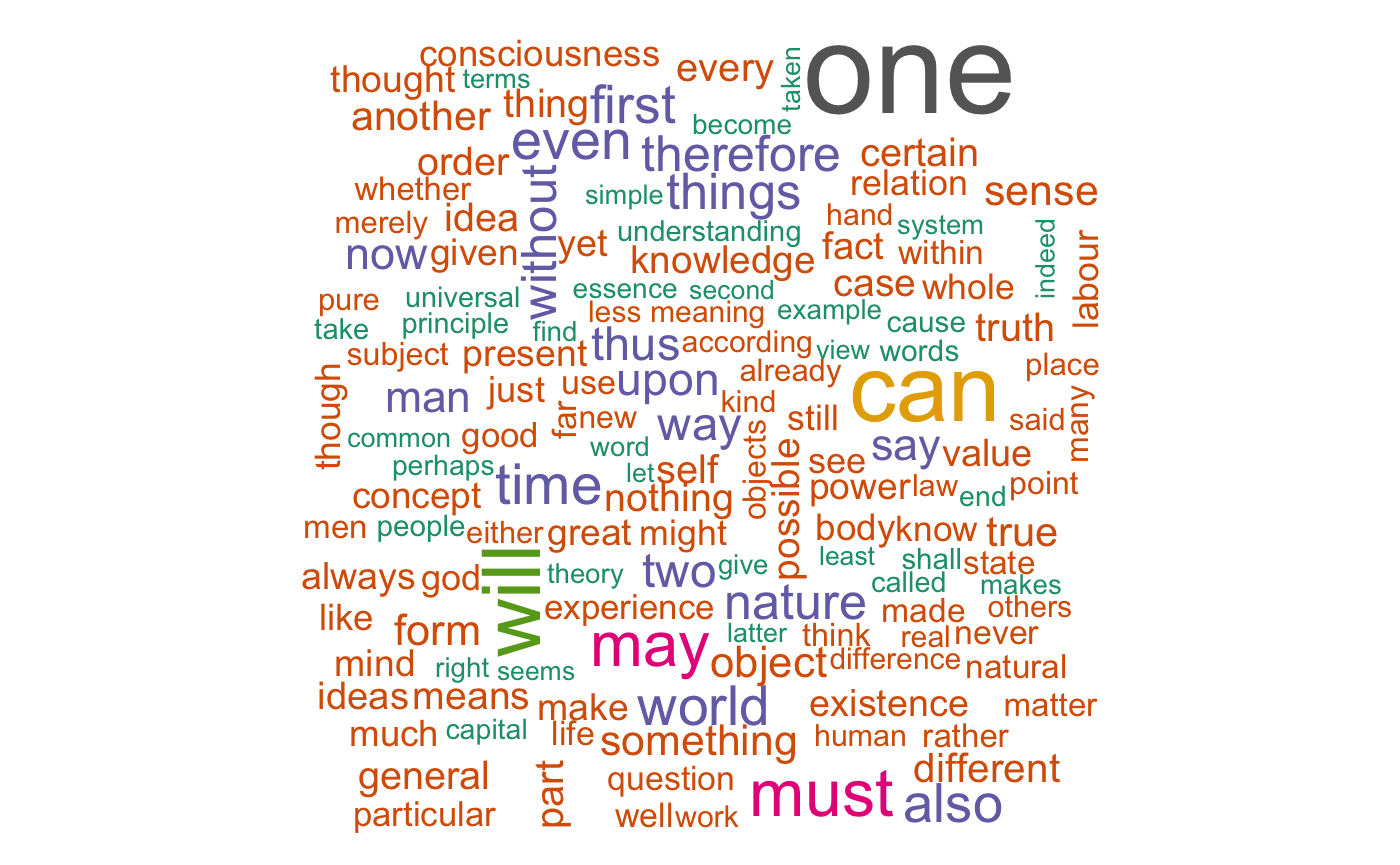 consciousness every taken one
thought terms thing first
another become
even therefore certain
order
whether simple things relation sense
merely idea without hand system indeed
understanding
now given yet knowledge fact within labour
case whole
pure universal essence second
take principle find less meaning example cause truth
subject present thus according view words
place
though man just use upon already can
far new kind said many
common good way still
word say value
perhaps let self objects possible see
concept time nothing power law end point
men people either great might body know true
always god will theory two give least shall state
called makes
like experience nature made others
form may latter think real never
mind right seems object difference natural
ideas means make world existence matter
much capital life something human rather
general part question must different
also
particular well work